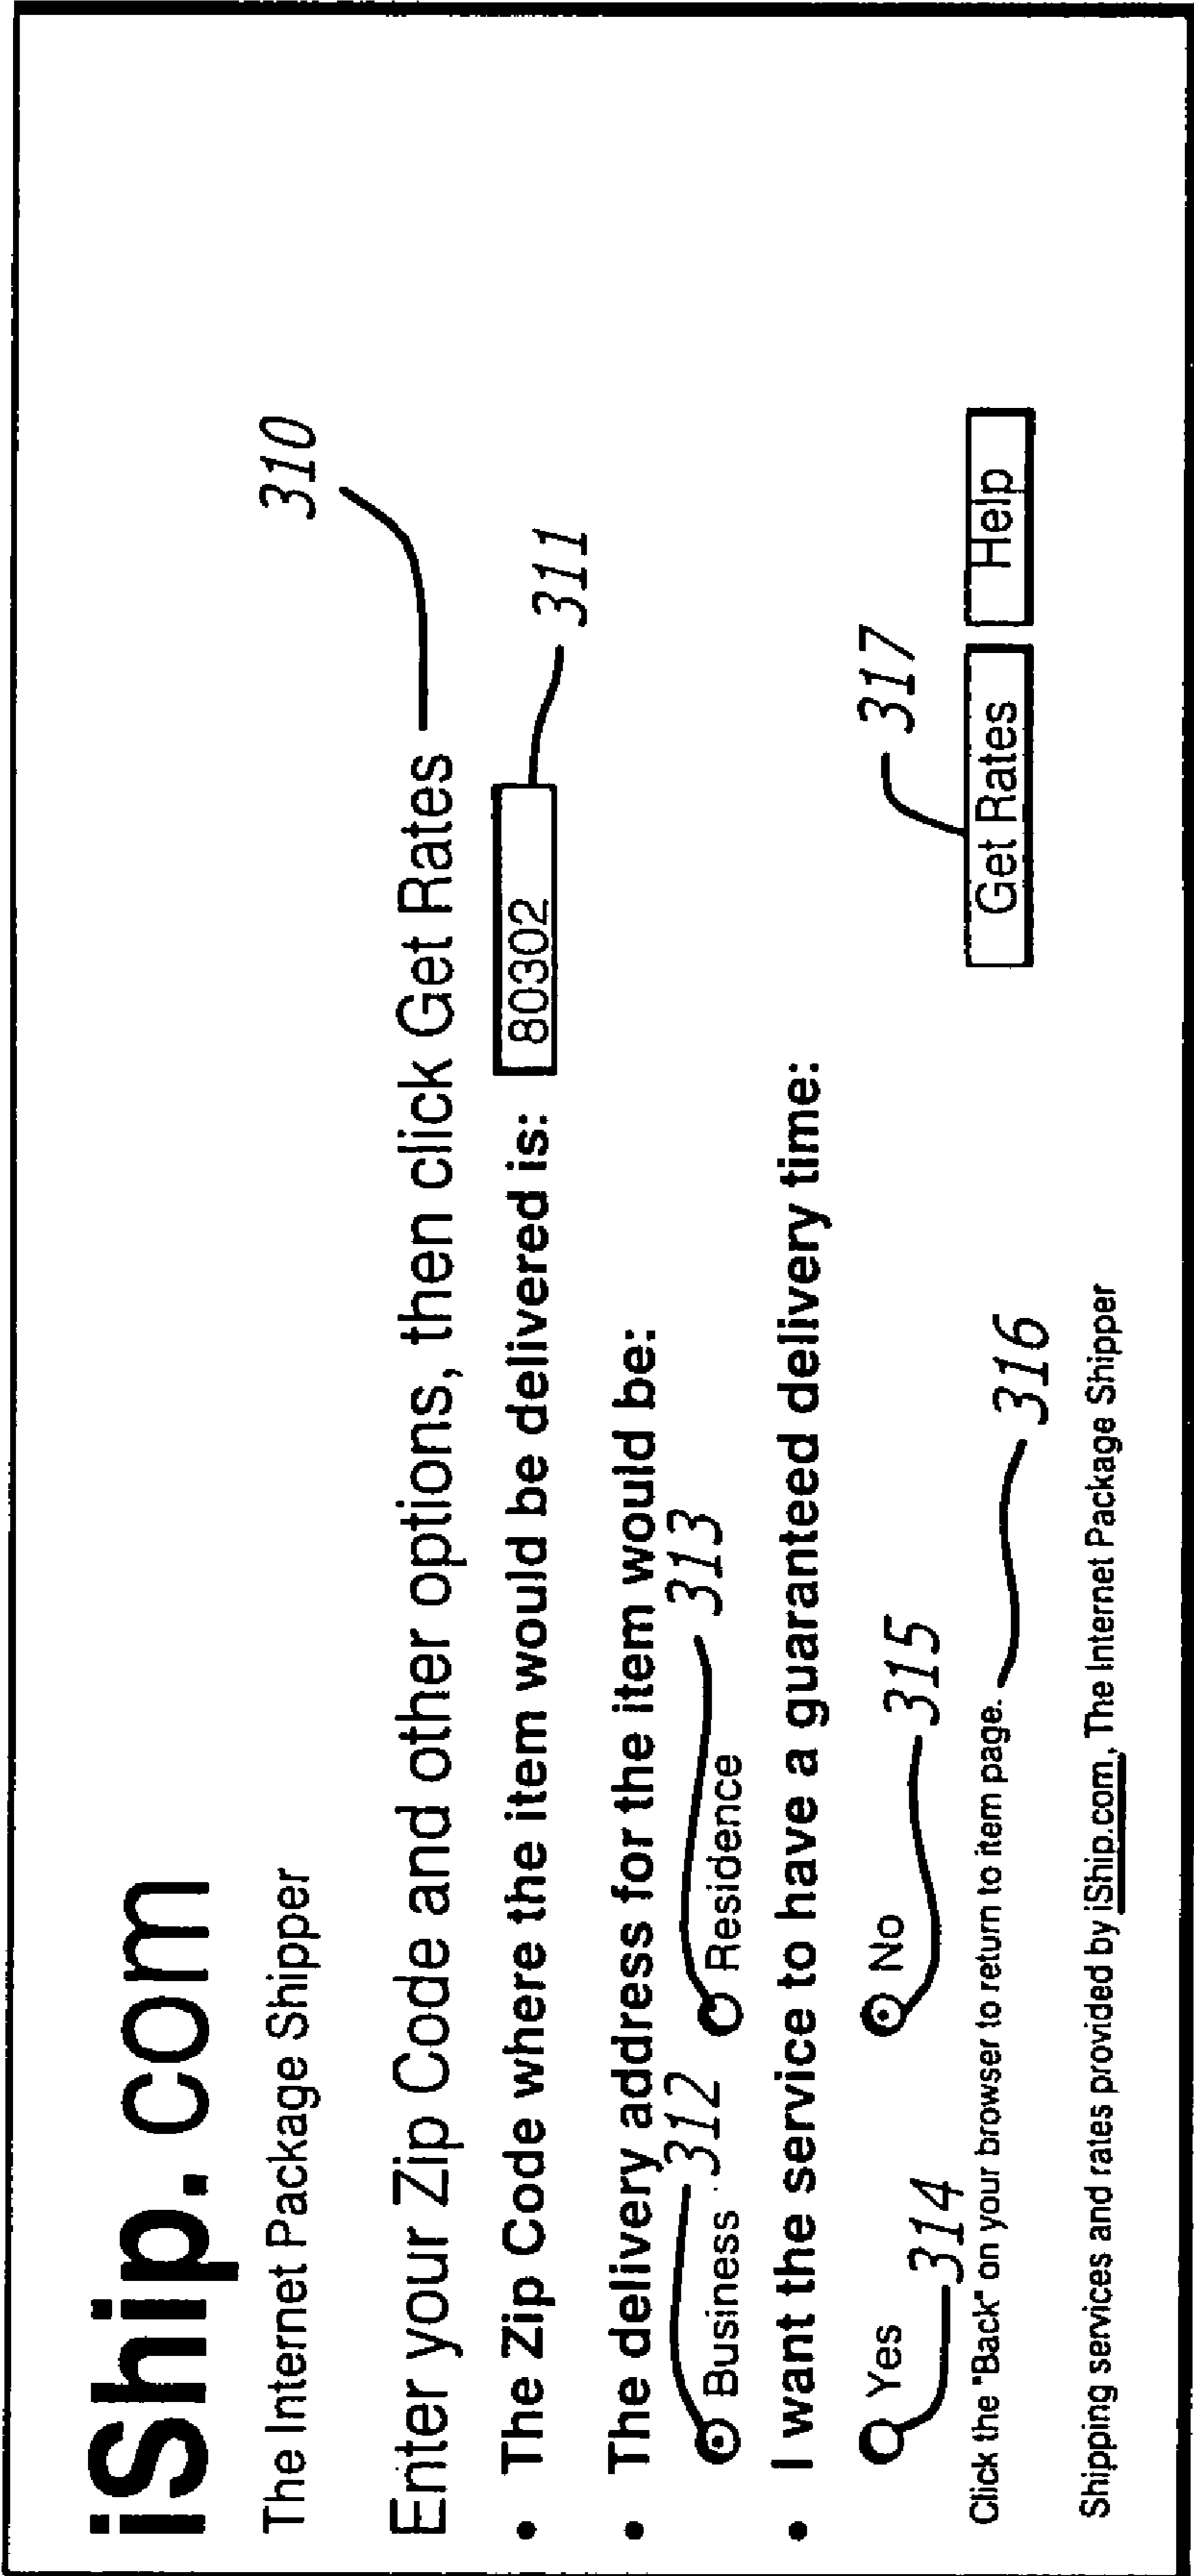 iShip.com
The Internet Package Shipper
310
Enter your Zip Code and other options, then click Get Rates
• The Zip Code where the item would be delivered is: 80302
311
• The delivery address for the item would be:
312 313
Business Residence
• I want the service to have a guaranteed delivery time:
317
Yes No 315
314
Get Rates Help
Click the "Back" on your browser to return to item page.
316
Shipping services and rates provided by iShip.com, The Internet Package Shipper